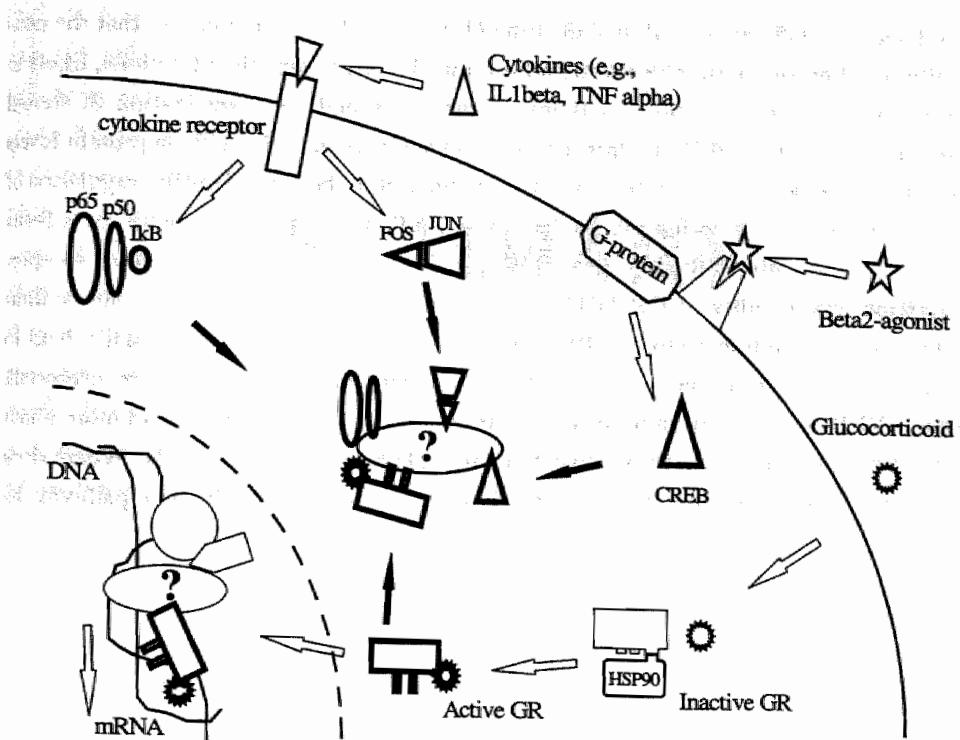 Cytokines (e.g.,
IL1beta, TNF alpha)
cytokine receptor
p65 p50
IkB
FOS
JUN
G-protein
Beta2-agonist
Glucocorticoid
?
CREB
DNA
?
HSP90
Inactive GR
Active GR
mRNA